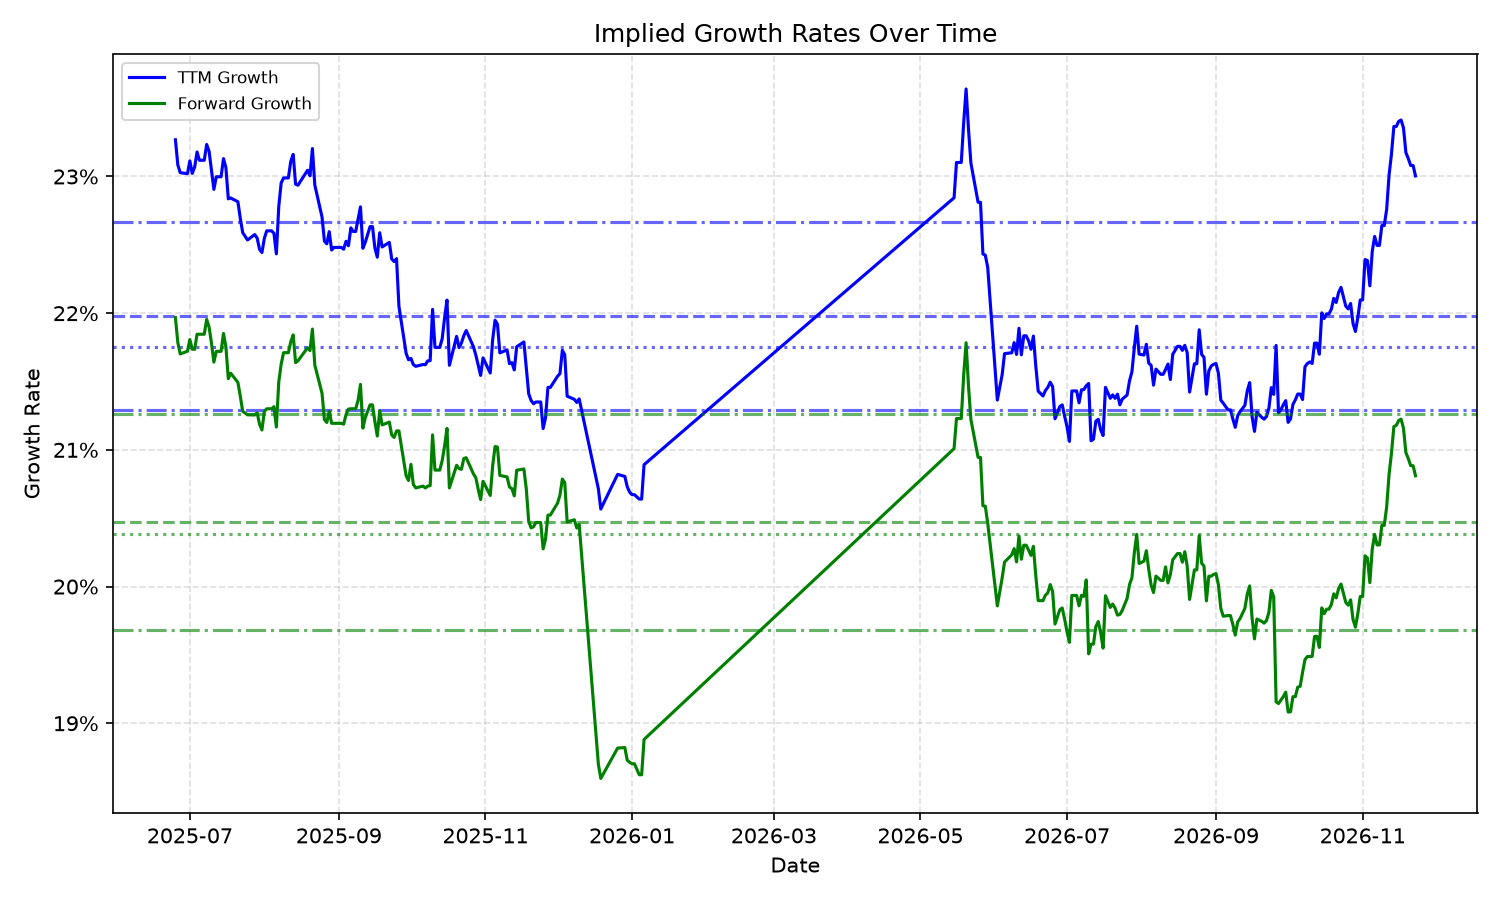 Implied Growth Rates Over Time
TTM Growth
Forward Growth
23%
22%
21%
20%
19%
Growth Rate
2025-07
2025-09
2025-11
2026-01
2026-03
2026-05
2026-07
2026-09
2026-11
Date